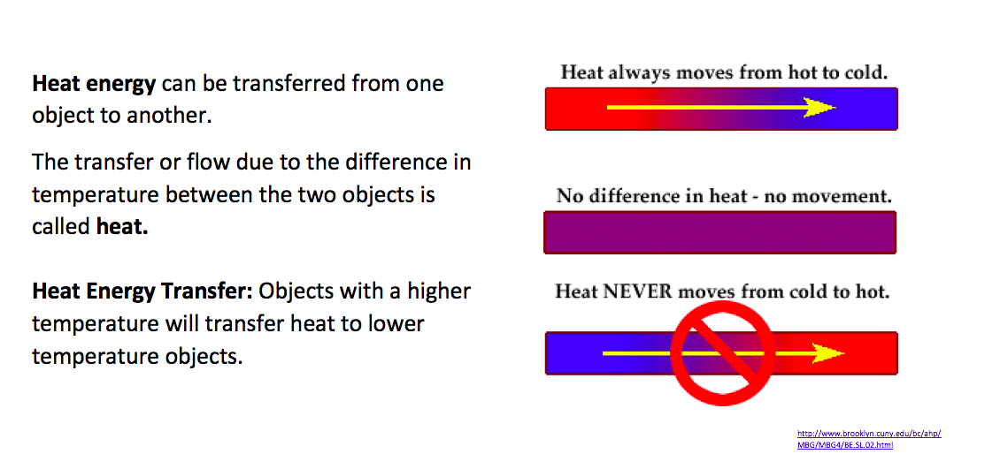 Heat energy can be transferred from one
object to another.
The transfer or flow due to the difference in
temperature between the two objects is
called heat.
Heat Energy Transfer: Objects with a higher
temperature will transfer heat to lower
temperature objects.
Heat always moves from hot to cold.
No difference in heat - no movement.
Heat NEVER moves from cold to hot.
http://www.brooklyn.cuny.edu/bc/ahp/
MBG/MBG4/BE.SL.02.html